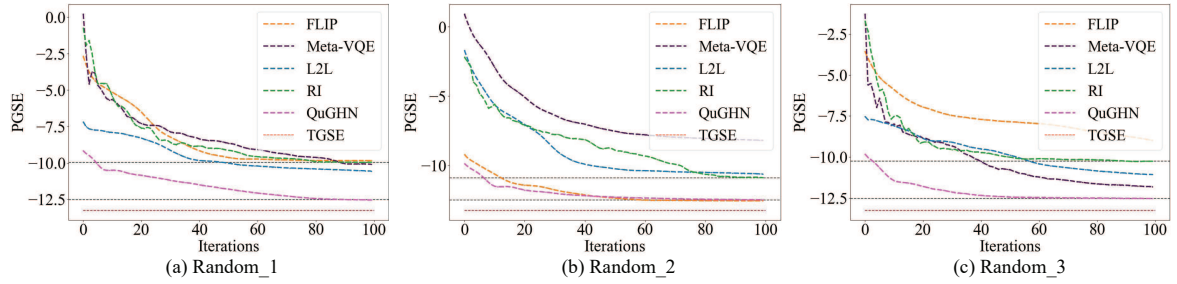 0.0
−2.5
−5.0
−7.5
−10.0
−12.5
PGSE
FLIP
Meta-VQE
L2L
RI
QuGHN
TGSE
0 20 40 60 80 100
Iterations
(a) Random_1
0
−5
−10
PGSE
FLIP
Meta-VQE
L2L
RI
QuGHN
TGSE
0 20 40 60 80 100
Iterations
(b) Random_2
−2.5
−5.0
−7.5
−10.0
−12.5
PGSE
FLIP
Meta-VQE
L2L
RI
QuGHN
TGSE
0 20 40 60 80 100
Iterations
(c) Random_3